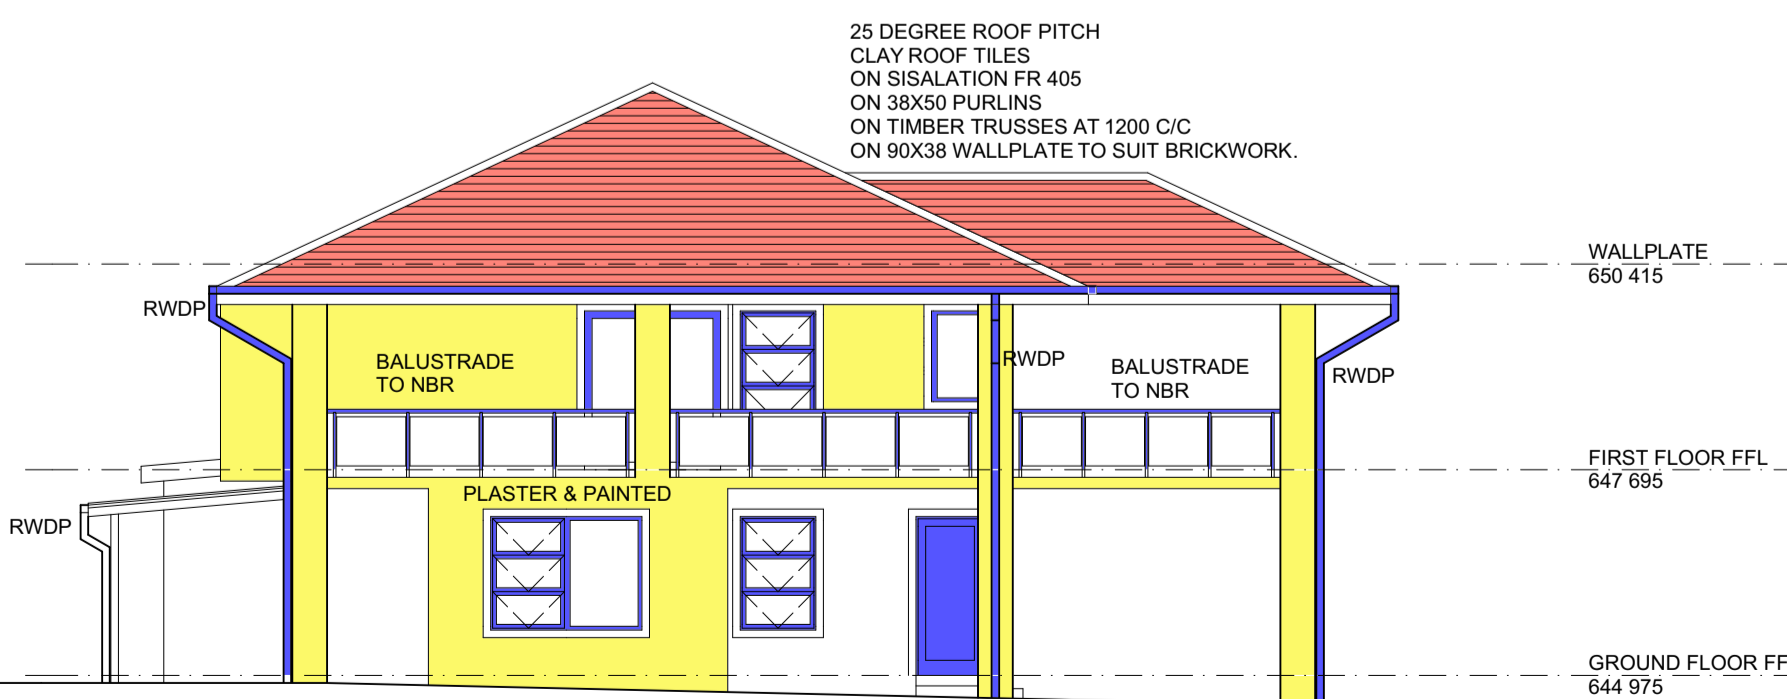 25 DEGREE ROOF PITCH
CLAY ROOF TILES
ON SISALATION FR 405
ON 38X50 PURLINS
ON TIMBER TRUSSES AT 1200 C/C
ON 90X38 WALLPLATE TO SUIT BRICKWORK.
WALLPLATE
650 415
RWDP
BALUSTRADE
TO NBR
RWDP
BALUSTRADE
TO NBR
RWDP
FIRST FLOOR FFL
647 695
PLASTER & PAINTED
RWDP
GROUND FLOOR FF
644 975